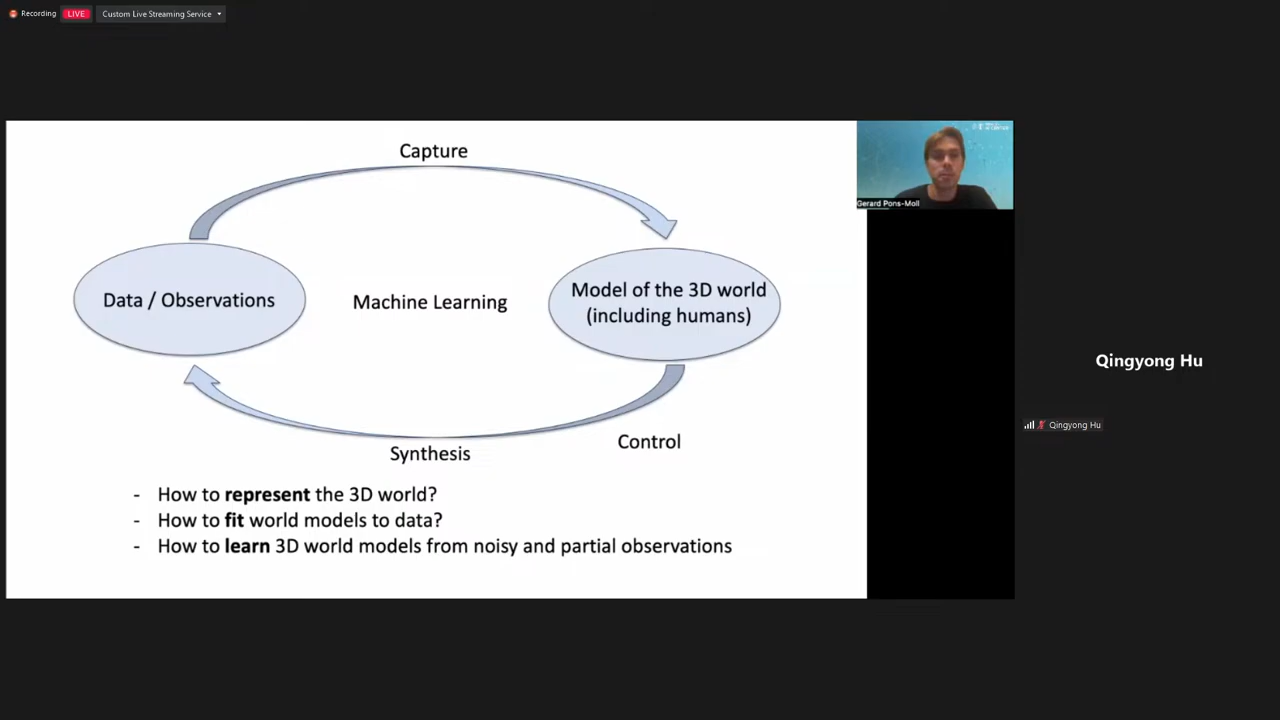 Recording
LIVE
Custom Live Streaming Service
Capture
Data / Observations
Machine Learning
Model of the 3D world
(including humans)
Synthesis
Control
- How to represent the 3D world?
- How to fit world models to data?
- How to learn 3D world models from noisy and partial observations
Gerard Pons-Moll
Qingyong Hu
Qingyong Hu